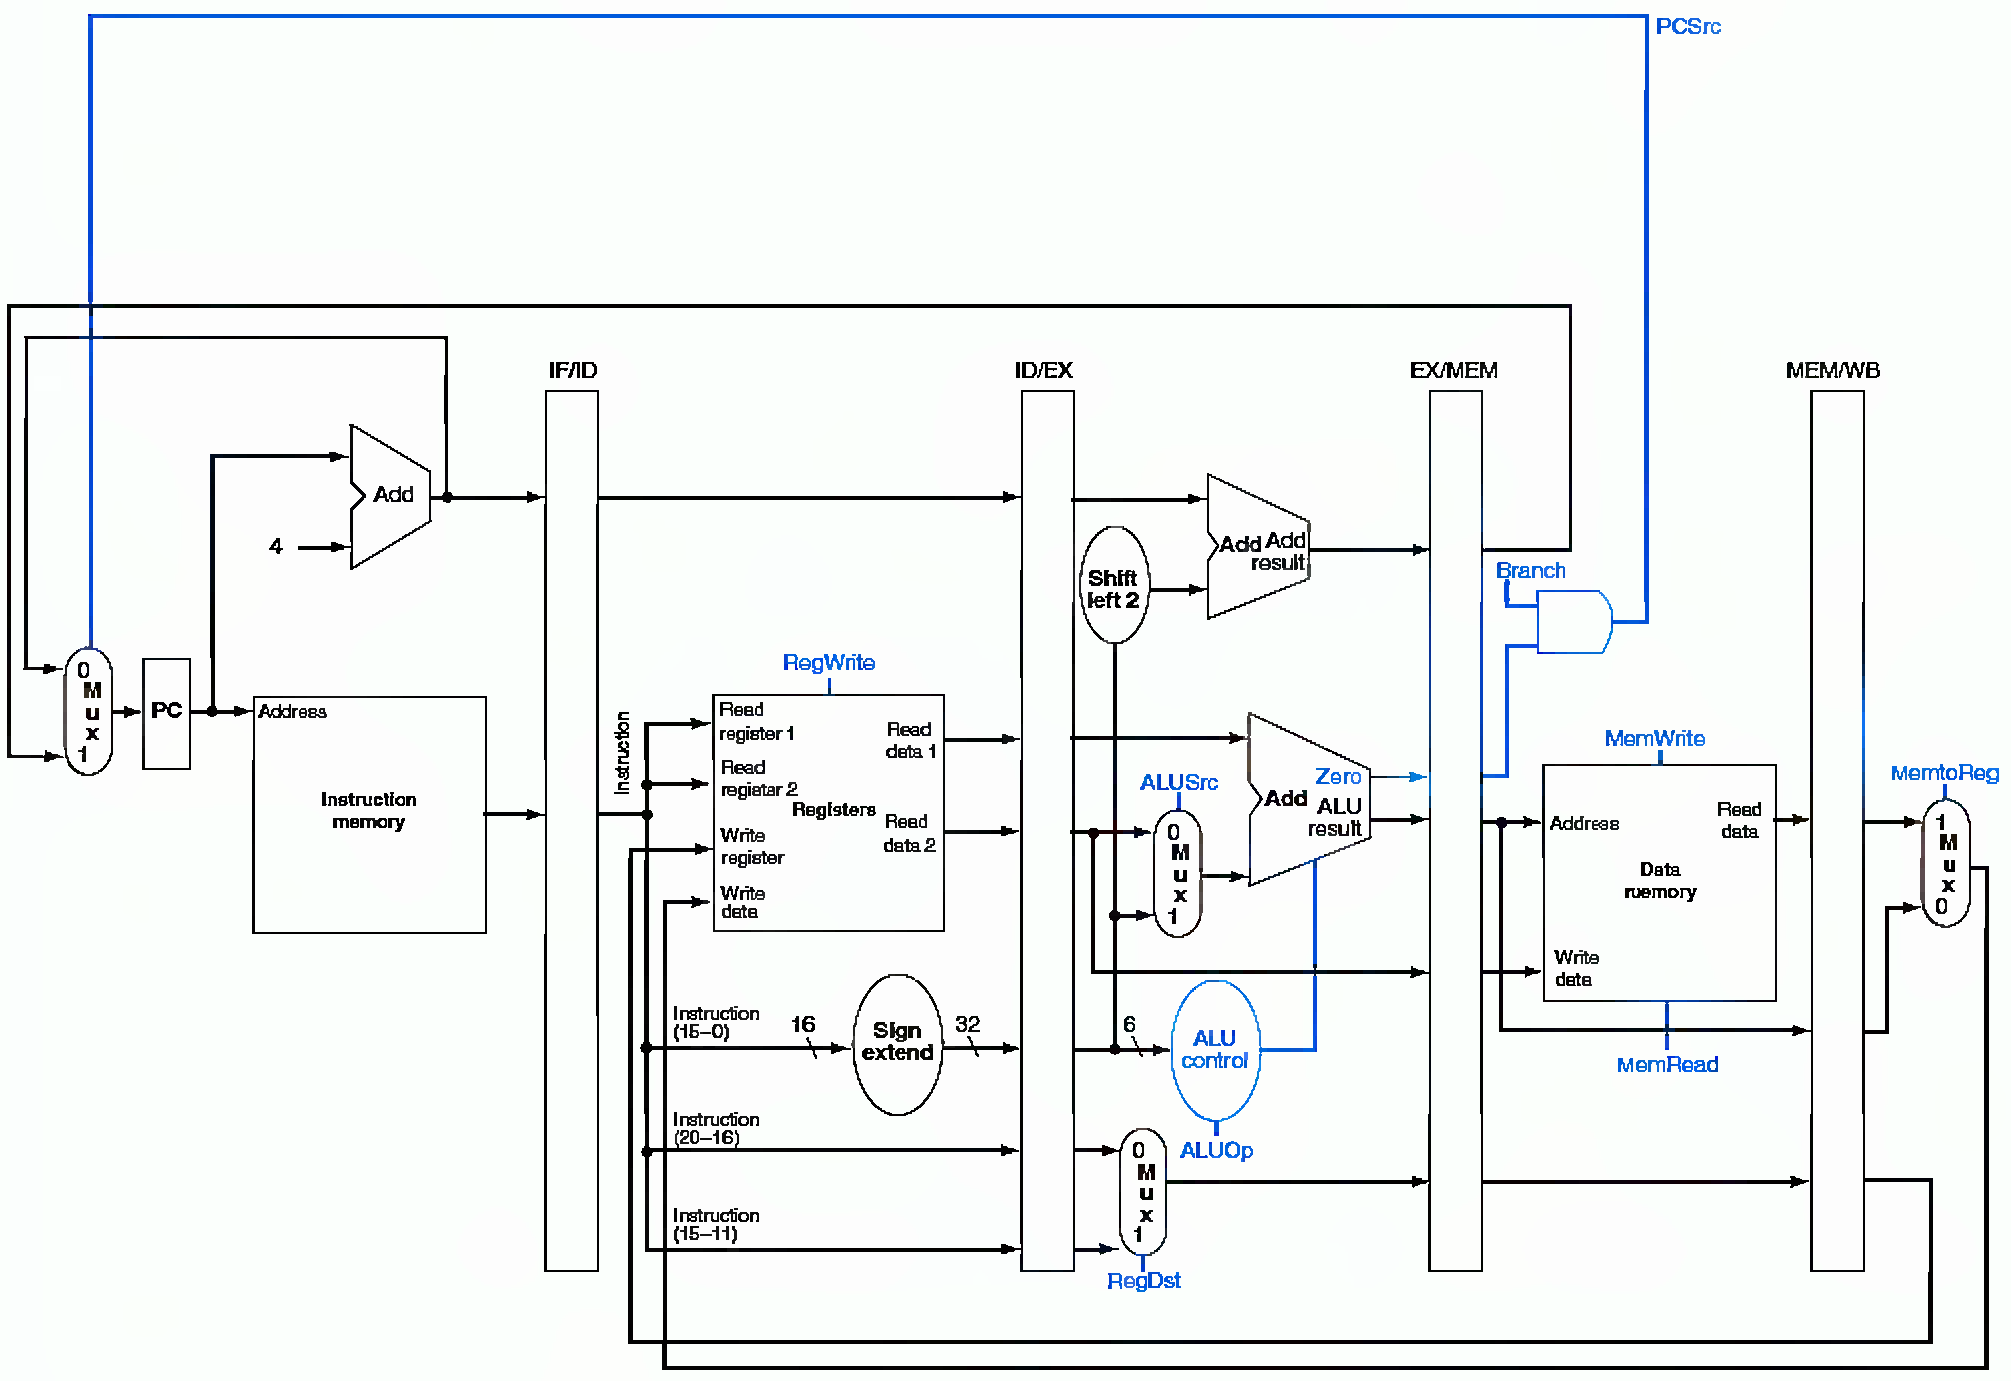 PCSrc
IF/ID
ID/EX
EX/MEM
MEM/WB
Add
4
Add Add
result
Shift
left 2
Branch
0
M
u
x
1
PC
Address
Instruction
memory
Instruction
RegWrite
Read
register 1
Read
registar 2
Write
register
Write
data
Registers
Read
data 1
Read
data 2
ALUSrc
0
M
u
x
1
Zero
Add
ALU
result
MemWrite
Address
Read
data
Data
ruemory
Write
data
MemRead
MemtoReg
1
M
u
x
0
Instruction
(15–0)
16
Sign
extend
32
6
ALU
control
ALUOp
Instruction
(20–16)
Instruction
(15–11)
0
M
u
x
1
RegDst